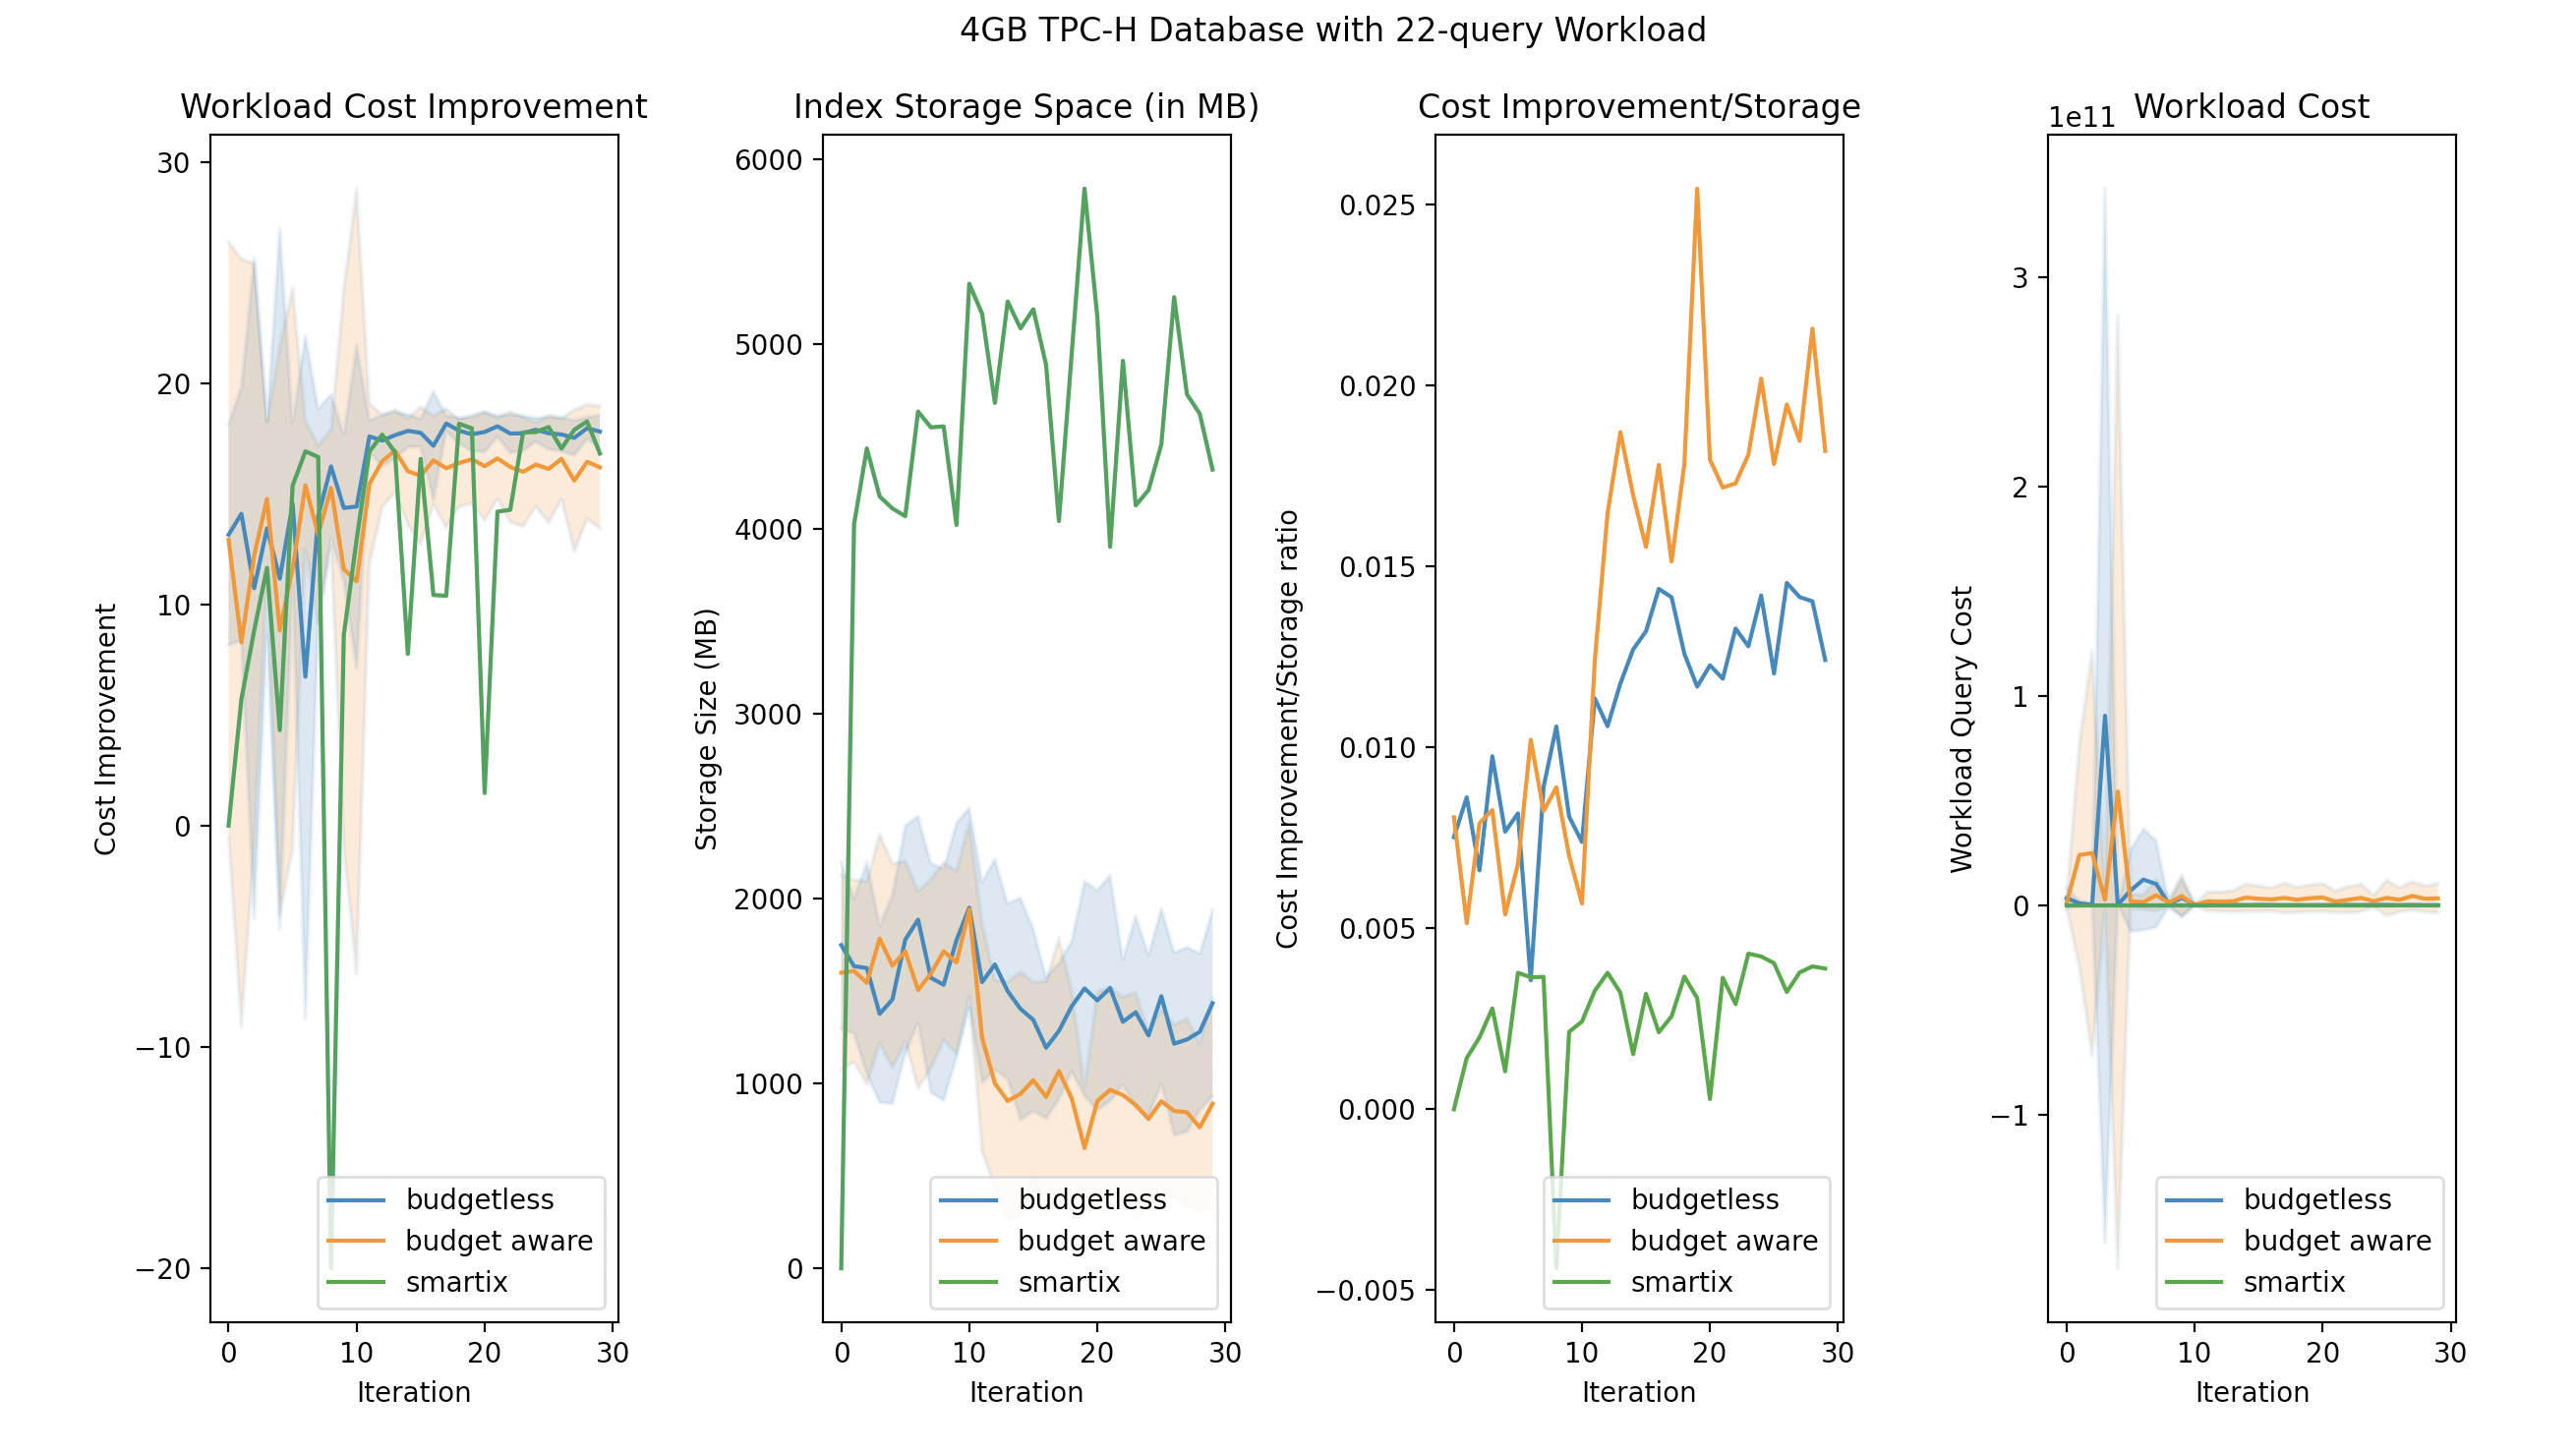 4GB TPC-H Database with 22-query Workload
Workload Cost Improvement
Cost Improvement
30
20
10
0
−10
−20
0 10 20 30
Iteration
budgetless
budget aware
smartix
Index Storage Space (in MB)
Storage Size (MB)
6000
5000
4000
3000
2000
1000
0
0 10 20 30
Iteration
budgetless
budget aware
smartix
Cost Improvement/Storage
Cost Improvement/Storage ratio
0.025
0.020
0.015
0.010
0.005
0.000
−0.005
0 10 20 30
Iteration
budgetless
budget aware
smartix
1e11 Workload Cost
Workload Query Cost
3
2
1
0
−1
0 10 20 30
Iteration
budgetless
budget aware
smartix